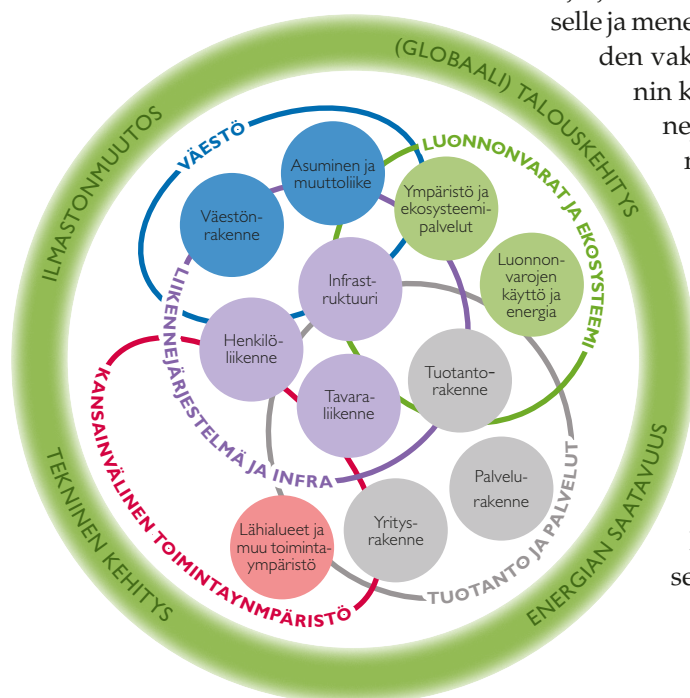 selle ja mene
den vak
nin k
ne
se
(GLOBAALI) TALOUSKEHITYS
ILMASTONMUUTOS
TEKNINEN KEHITYS
ENERGIAN SAATAVUUS
VÄESTÖ
LUONNONVARAT JA EKOSYSTEEMI
LIIKENNEJÄRJESTELMÄ JA INFRA
KANSAINVÄLINEN TOIMINTAYNMPÄRISTÖ
TUOTANTO JA PALVELUT
Asuminen ja
muuttoliike
Väestön-
rakenne
Ympäristö ja
ekosysteemi-
palvelut
Luonnon-
varojen
käyttö ja
energia
Infrast-
ruktuuri
Henkilö-
liikenne
Tavara-
liikenne
Tuotanto-
rakenne
Palvelu-
rakenne
Yritys-
rakenne
Lähialueet ja
muu toiminta-
ympäristö